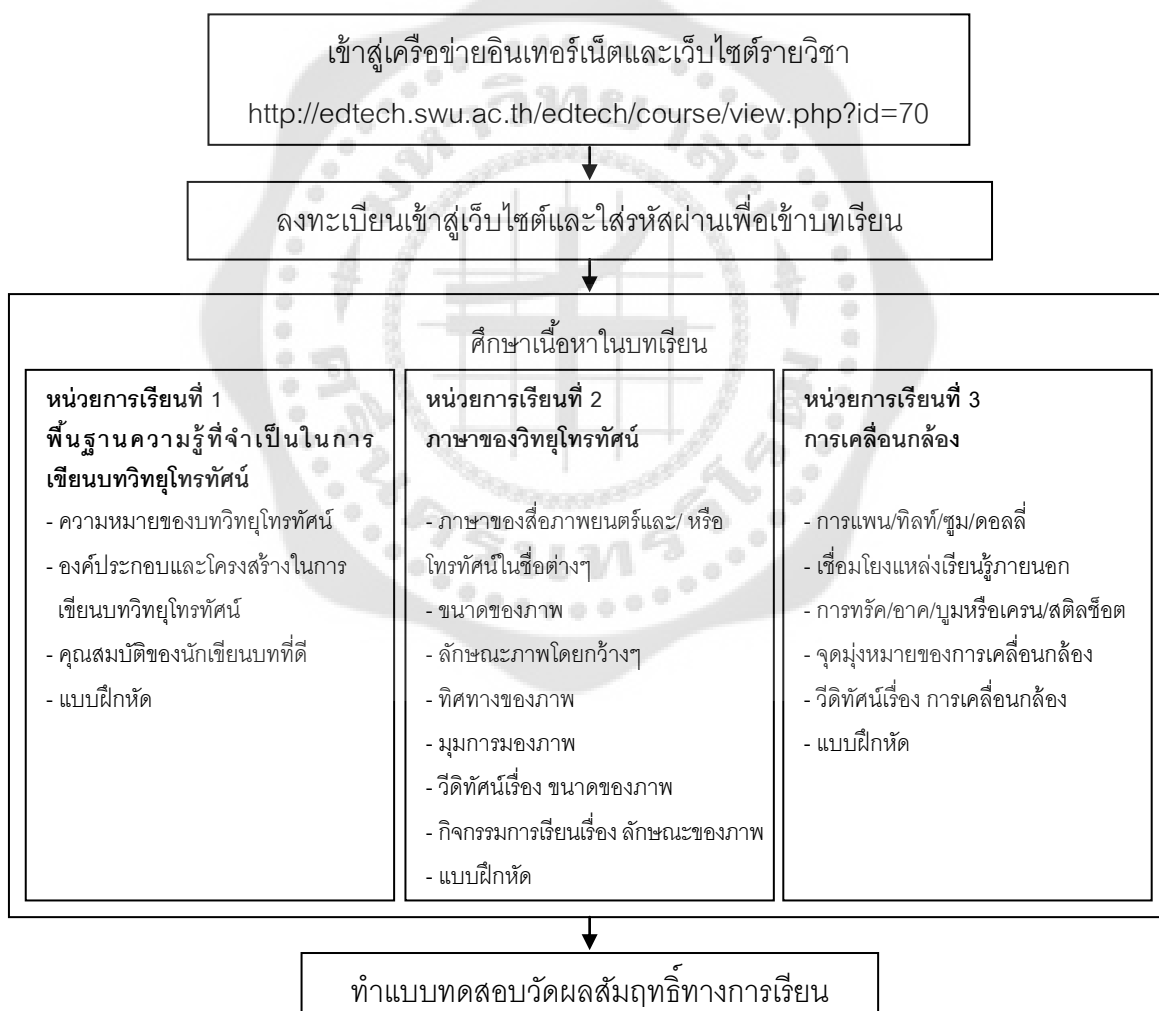 เข้าสู่เครือข่ายอินเทอร์เน็ตและเว็บไซต์รายวิชา
http://edtech.swu.ac.th/edtech/course/view.php?id=70
ลงทะเบียนเข้าสู่เว็บไซต์และใส่รหัสผ่านเพื่อเข้าบทเรียน
ศึกษาเนื้อหาในบทเรียน
หน่วยการเรียนที่ 1
พื้นฐานความรู้ที่จำเป็นในการ
เขียนบทวิทยุโทรทัศน์
- ความหมายของบทวิทยุโทรทัศน์
- องค์ประกอบและโครงสร้างในการ
เขียนบทวิทยุโทรทัศน์
- คุณสมบัติของนักเขียนบทที่ดี
- แบบฝึกหัด
หน่วยการเรียนที่ 2
ภาษาของวิทยุโทรทัศน์
- ภาษาของสื่อภาพยนตร์และ/ หรือ
โทรทัศน์ในชื่อต่างๆ
- ขนาดของภาพ
- ลักษณะภาพโดยกว้างๆ
- ทิศทางของภาพ
- มุมการมองภาพ
- วีดิทัศน์เรื่อง ขนาดของภาพ
- กิจกรรมการเรียนเรื่อง ลักษณะของภาพ
- แบบฝึกหัด
หน่วยการเรียนที่ 3
การเคลื่อนกล้อง
- การแพน/ทิลท์/ซูม/ดอลลี่
- เชื่อมโยงแหล่งเรียนรู้ภายนอก
- การทรัค/อาค/บูมหรือเครน/สติลช็อต
- จุดมุ่งหมายของการเคลื่อนกล้อง
- วีดิทัศน์เรื่อง การเคลื่อนกล้อง
- แบบฝึกหัด
ทำแบบทดสอบวัดผลสัมฤทธิ์ทางการเรียน
มหาวิทยาลัย
ศรีนครินทรวิโรฒ